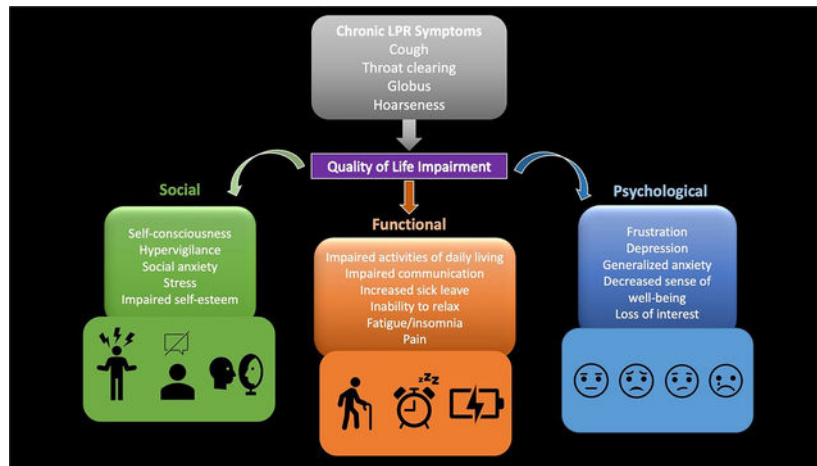 Chronic LPR Symptoms
Cough
Throat clearing
Globus
Hoarseness
Quality of Life Impairment
Social
Self-consciousness
Hypervigilance
Social anxiety
Stress
Impaired self-esteem
Functional
Impaired activities of daily living
Impaired communication
Increased sick leave
Inability to relax
Fatigue/insomnia
Pain
zzZ
Psychological
Frustration
Depression
Generalized anxiety
Decreased sense of
well-being
Loss of interest